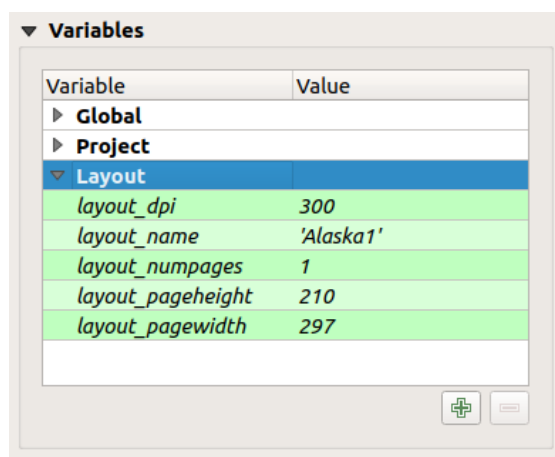 Variables
Variable Value
Global
Project
Layout
layout_dpi 300
layout_name 'Alaska1'
layout_numpages 1
layout_pageheight 210
layout_pagewidth 297